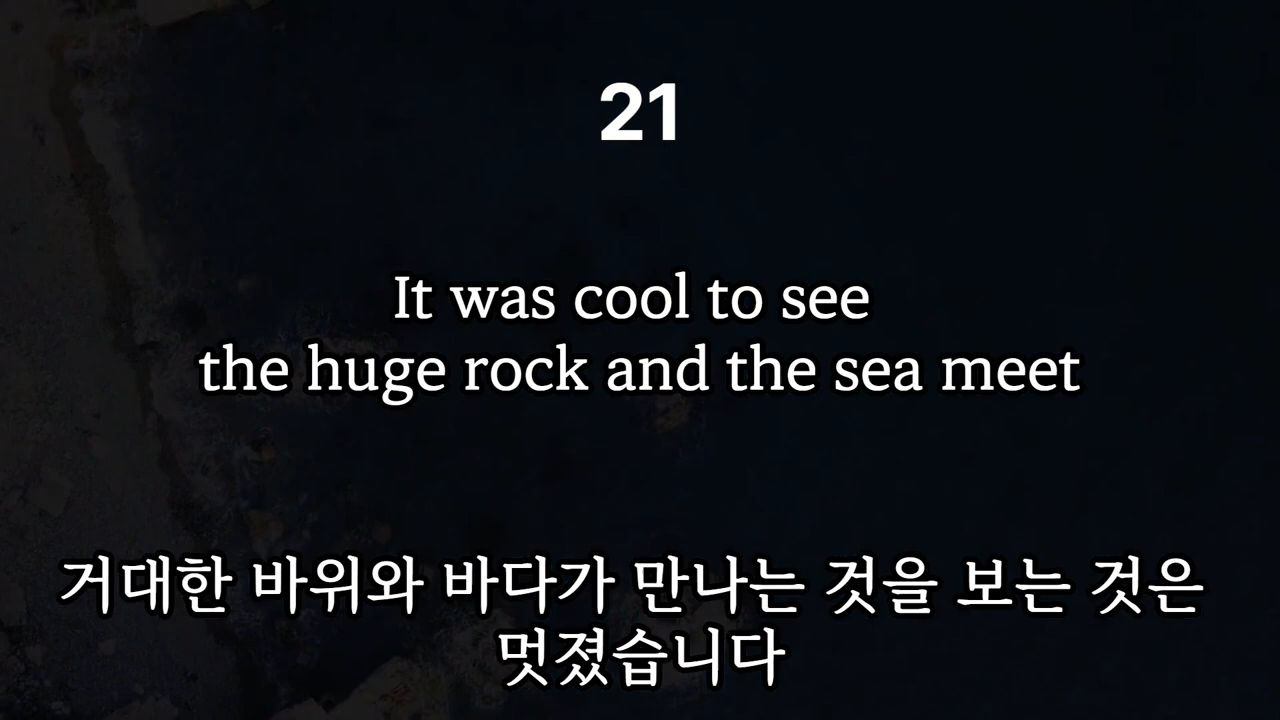 21
It was cool to see
the huge rock and the sea meet
거대한 바위와 바다가 만나는 것을 보는 것은
멋졌습니다